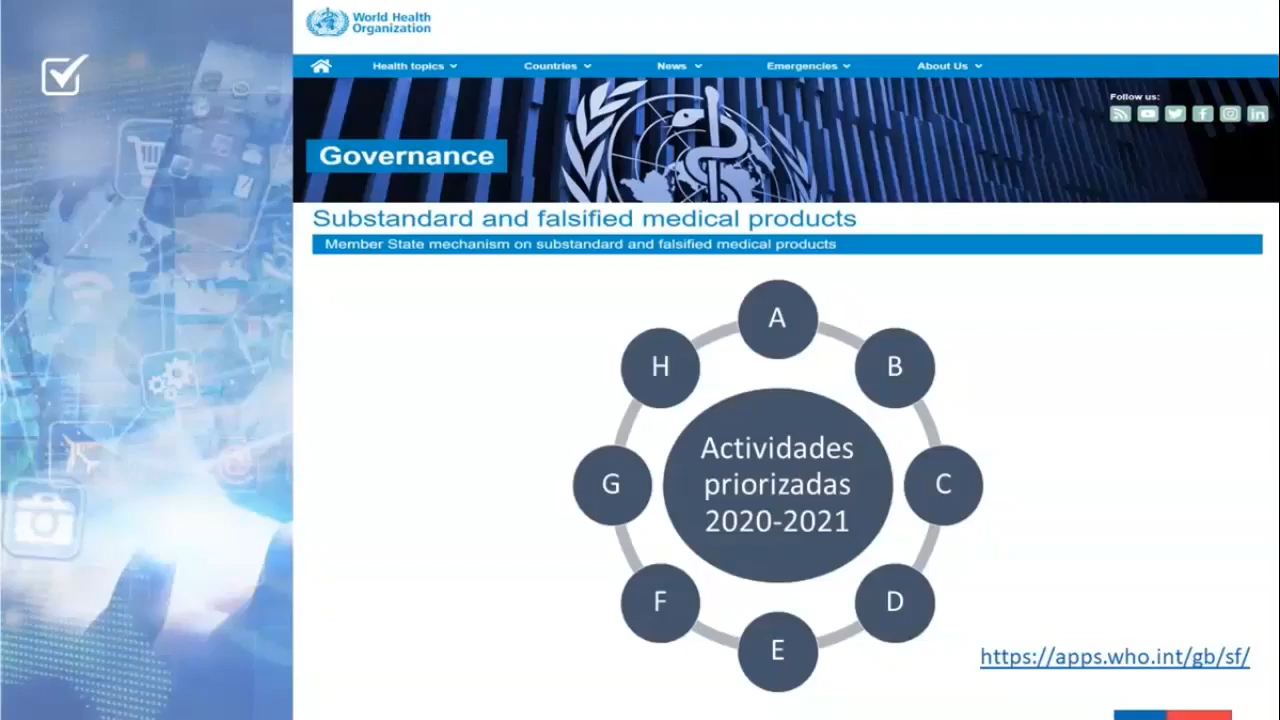 World Health
Organization
Health topics
Countries
News
Emergencies
About Us
Follow us:
Governance
Substandard and falsified medical products
Member State mechanism on substandard and falsified medical products
A
B
C
D
E
F
G
H
Actividades
priorizadas
2020-2021
https://apps.who.int/gb/sf/